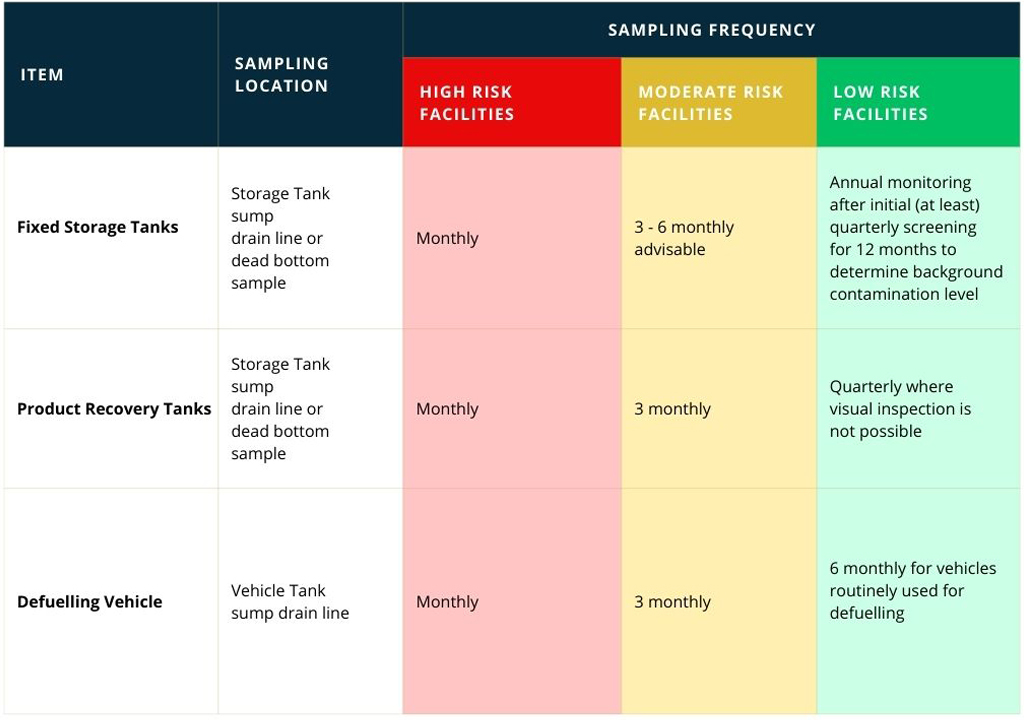 ITEM
SAMPLING
LOCATION
SAMPLING FREQUENCY
HIGH RISK
FACILITIES
MODERATE RISK
FACILITIES
LOW RISK
FACILITIES
Fixed Storage Tanks
Storage Tank
sump
drain line or
dead bottom
sample
Monthly
3 - 6 monthly
advisable
Annual monitoring
after initial (at least)
quarterly screening
for 12 months to
determine background
contamination level
Product Recovery Tanks
Storage Tank
sump
drain line or
dead bottom
sample
Monthly
3 monthly
Quarterly where
visual inspection is
not possible
Defuelling Vehicle
Vehicle Tank
sump drain line
Monthly
3 monthly
6 monthly for vehicles
routinely used for
defuelling